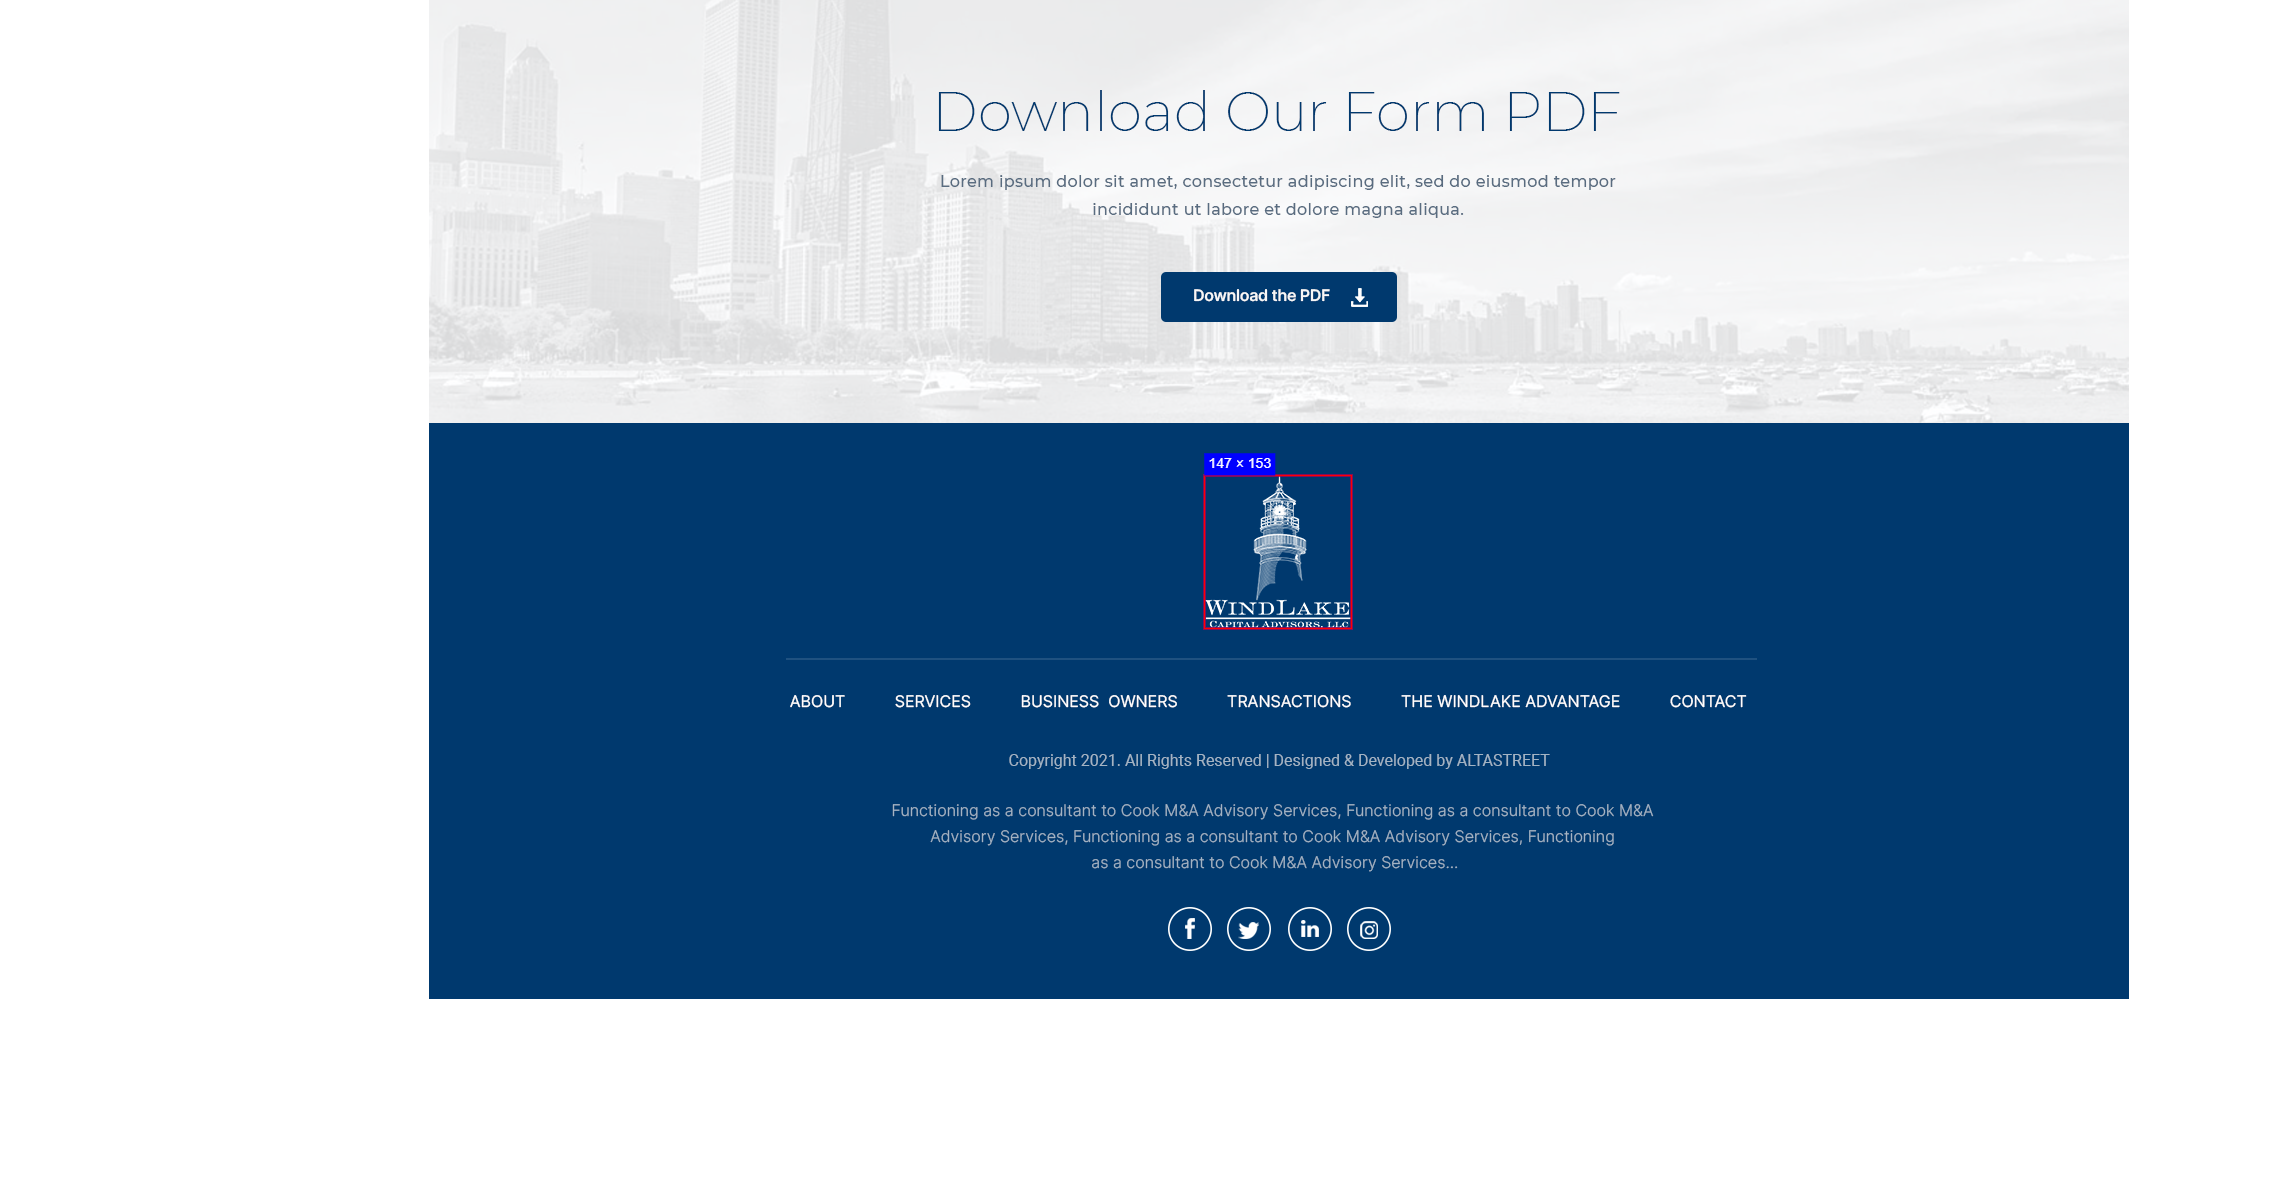 Download Our Form PDF
Lorem ipsum dolor sit amet, consectetur adipiscing elit, sed do eiusmod tempor
incididunt ut labore et dolore magna aliqua.
Download the PDF
147 × 153
WINDLAKE
CAPITAL ADVISORS, LLC
ABOUT SERVICES BUSINESS OWNERS TRANSACTIONS THE WINDLAKE ADVANTAGE CONTACT
Copyright 2021. All Rights Reserved | Designed & Developed by ALTASTREET
Functioning as a consultant to Cook M&A Advisory Services, Functioning as a consultant to Cook M&A
Advisory Services, Functioning as a consultant to Cook M&A Advisory Services, Functioning
as a consultant to Cook M&A Advisory Services...